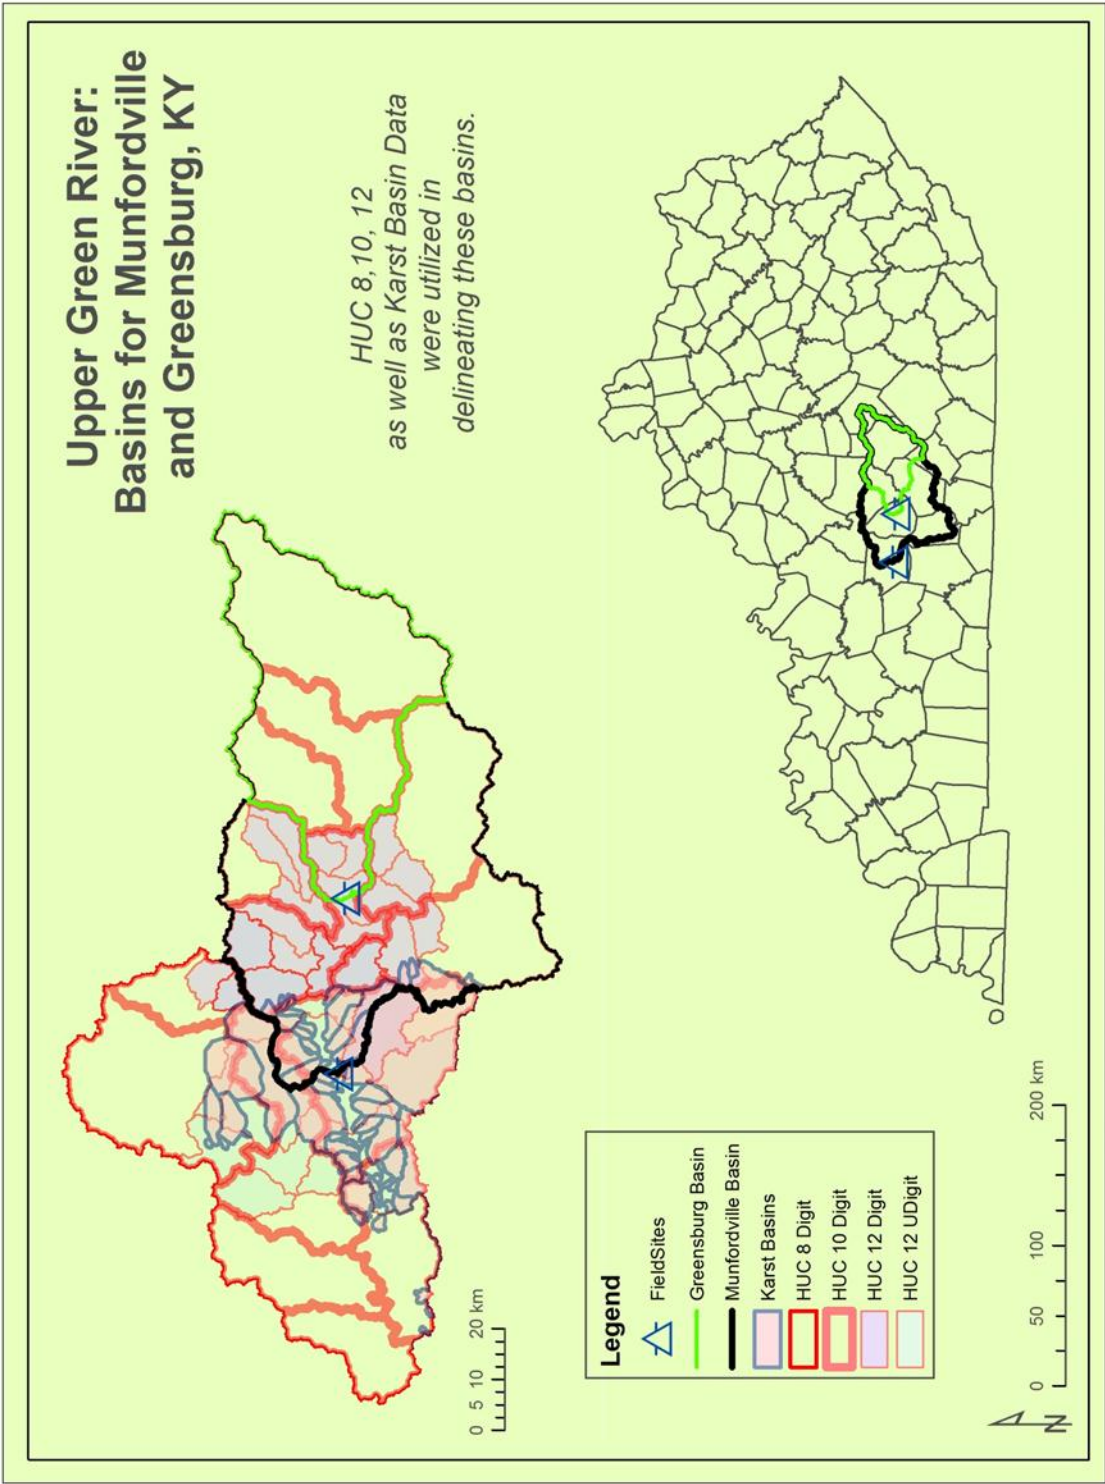 Upper Green River:
Basins for Munfordville
and Greensburg, KY
HUC 8,10, 12
as well as Karst Basin Data
were utilized in
delineating these basins.
0 5 10 20 km
Legend
FieldSites
Greensburg Basin
Munfordville Basin
Karst Basins
HUC 8 Digit
HUC 10 Digit
HUC 12 Digit
HUC 12 UDigit
N
0 50 100 200 km